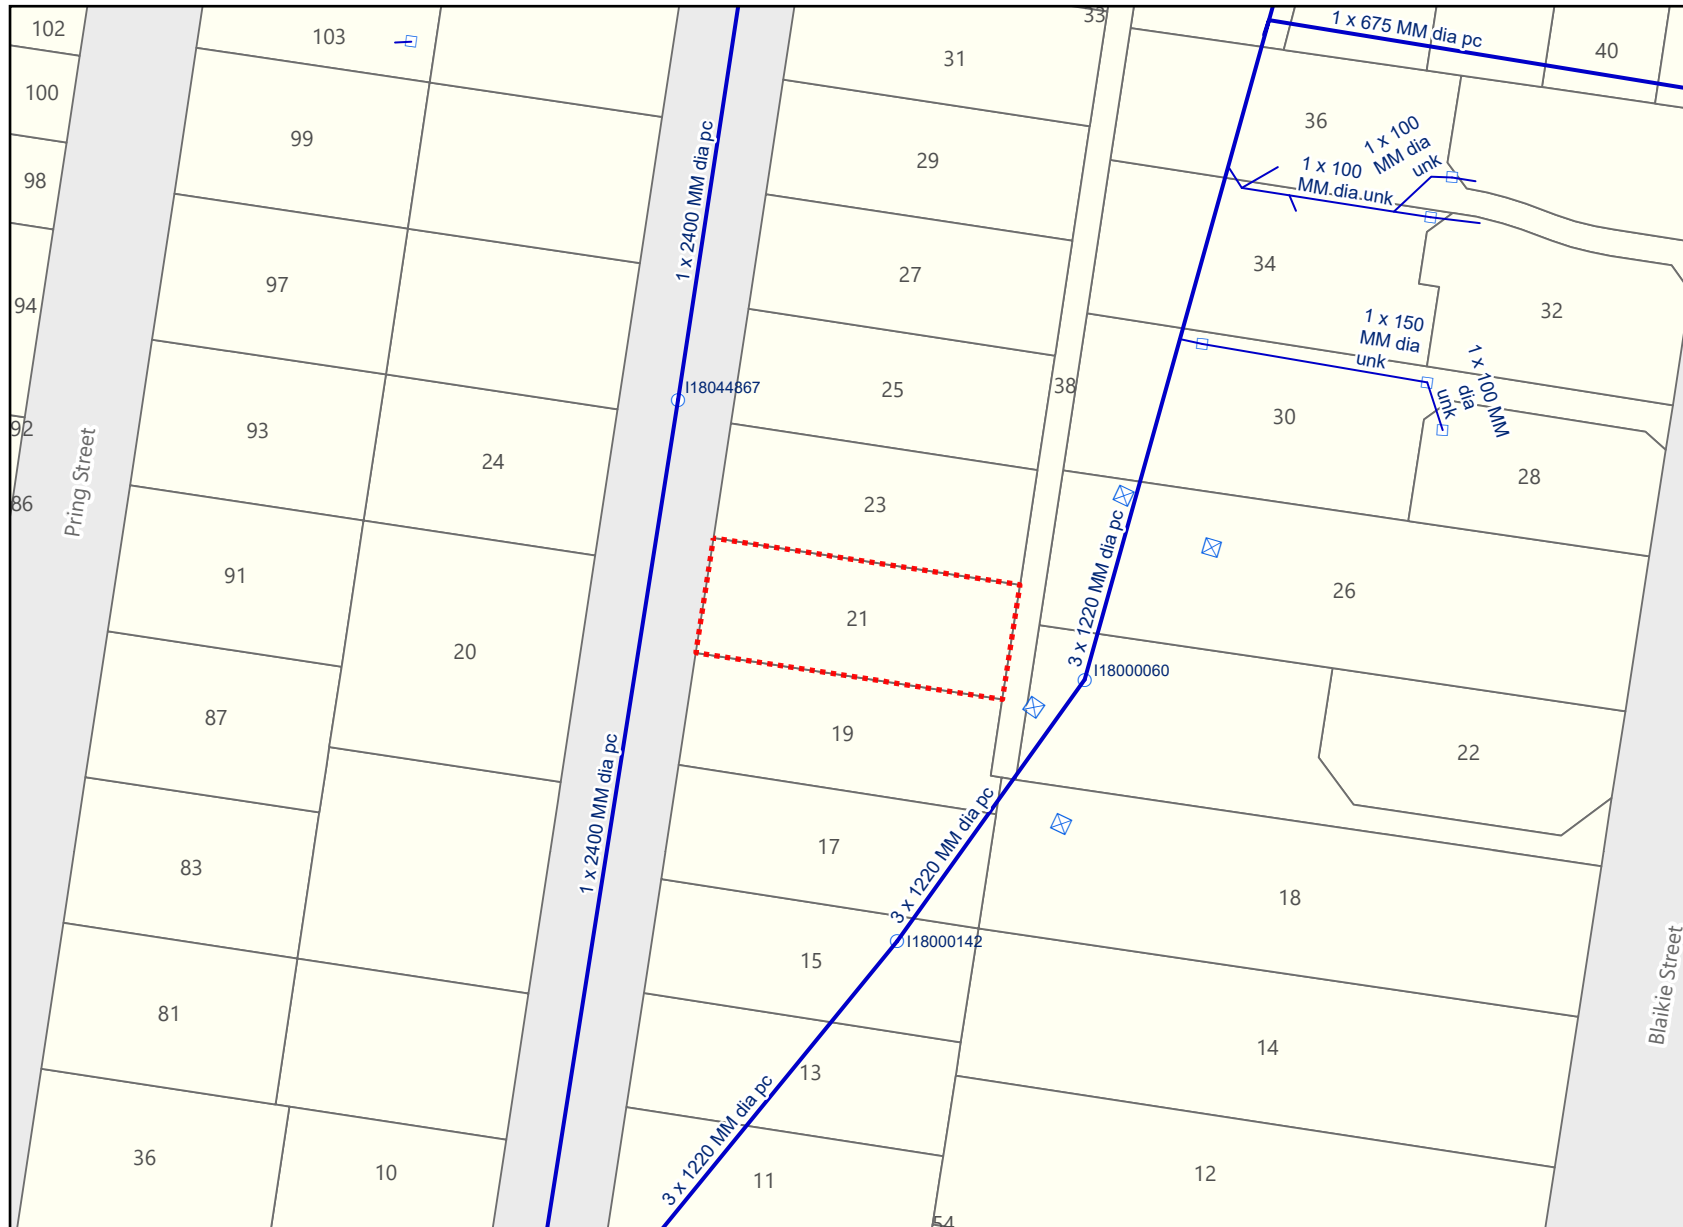 102
103
33
31
1 x 675 MM dia pc
40
100
99
1 x 2400 MM dia pc
29
36
1 x 100
MM dia
unk
1 x 100
MM.dia.unk
98
97
27
34
32
94
1 x 150
MM dia
unk
1 x 100 MM
dia
unk
I18044867
25
38
30
92
93
24
28
Pring Street
86
23
3 x 1220 MM dia pc
91
21
26
20
I18000060
87
19
22
1 x 2400 MM dia pc
83
17
3 x 1220 MM dia pc
18
I18000142
15
Blaikie Street
81
13
14
3 x 1220 MM dia pc
36
10
11
12
54